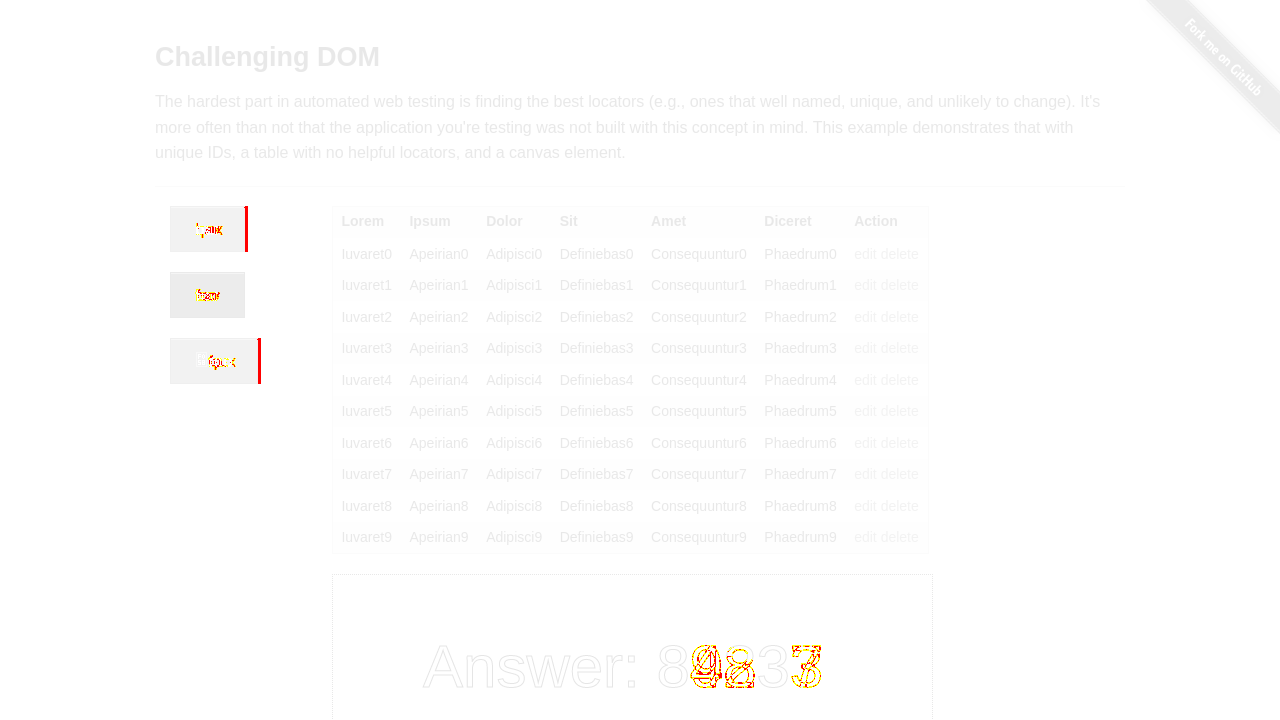 Fork me on GitHub
Challenging DOM
The hardest part in automated web testing is finding the best locators (e.g., ones that well named, unique, and unlikely to change). It's
more often than not that the application you're testing was not built with this concept in mind. This example demonstrates that with
unique IDs, a table with no helpful locators, and a canvas element.
Lorem Ipsum Dolor Sit Amet Diceret Action
Iuvaret0 Apeirian0 Adipisci0 Definiebas0 Consequuntur0 Phaedrum0 edit delete
Iuvaret1 Apeirian1 Adipisci1 Definiebas1 Consequuntur1 Phaedrum1 edit delete
Iuvaret2 Apeirian2 Adipisci2 Definiebas2 Consequuntur2 Phaedrum2 edit delete
Iuvaret3 Apeirian3 Adipisci3 Definiebas3 Consequuntur3 Phaedrum3 edit delete
Iuvaret4 Apeirian4 Adipisci4 Definiebas4 Consequuntur4 Phaedrum4 edit delete
Iuvaret5 Apeirian5 Adipisci5 Definiebas5 Consequuntur5 Phaedrum5 edit delete
Iuvaret6 Apeirian6 Adipisci6 Definiebas6 Consequuntur6 Phaedrum6 edit delete
Iuvaret7 Apeirian7 Adipisci7 Definiebas7 Consequuntur7 Phaedrum7 edit delete
Iuvaret8 Apeirian8 Adipisci8 Definiebas8 Consequuntur8 Phaedrum8 edit delete
Iuvaret9 Apeirian9 Adipisci9 Definiebas9 Consequuntur9 Phaedrum9 edit delete
Answer: